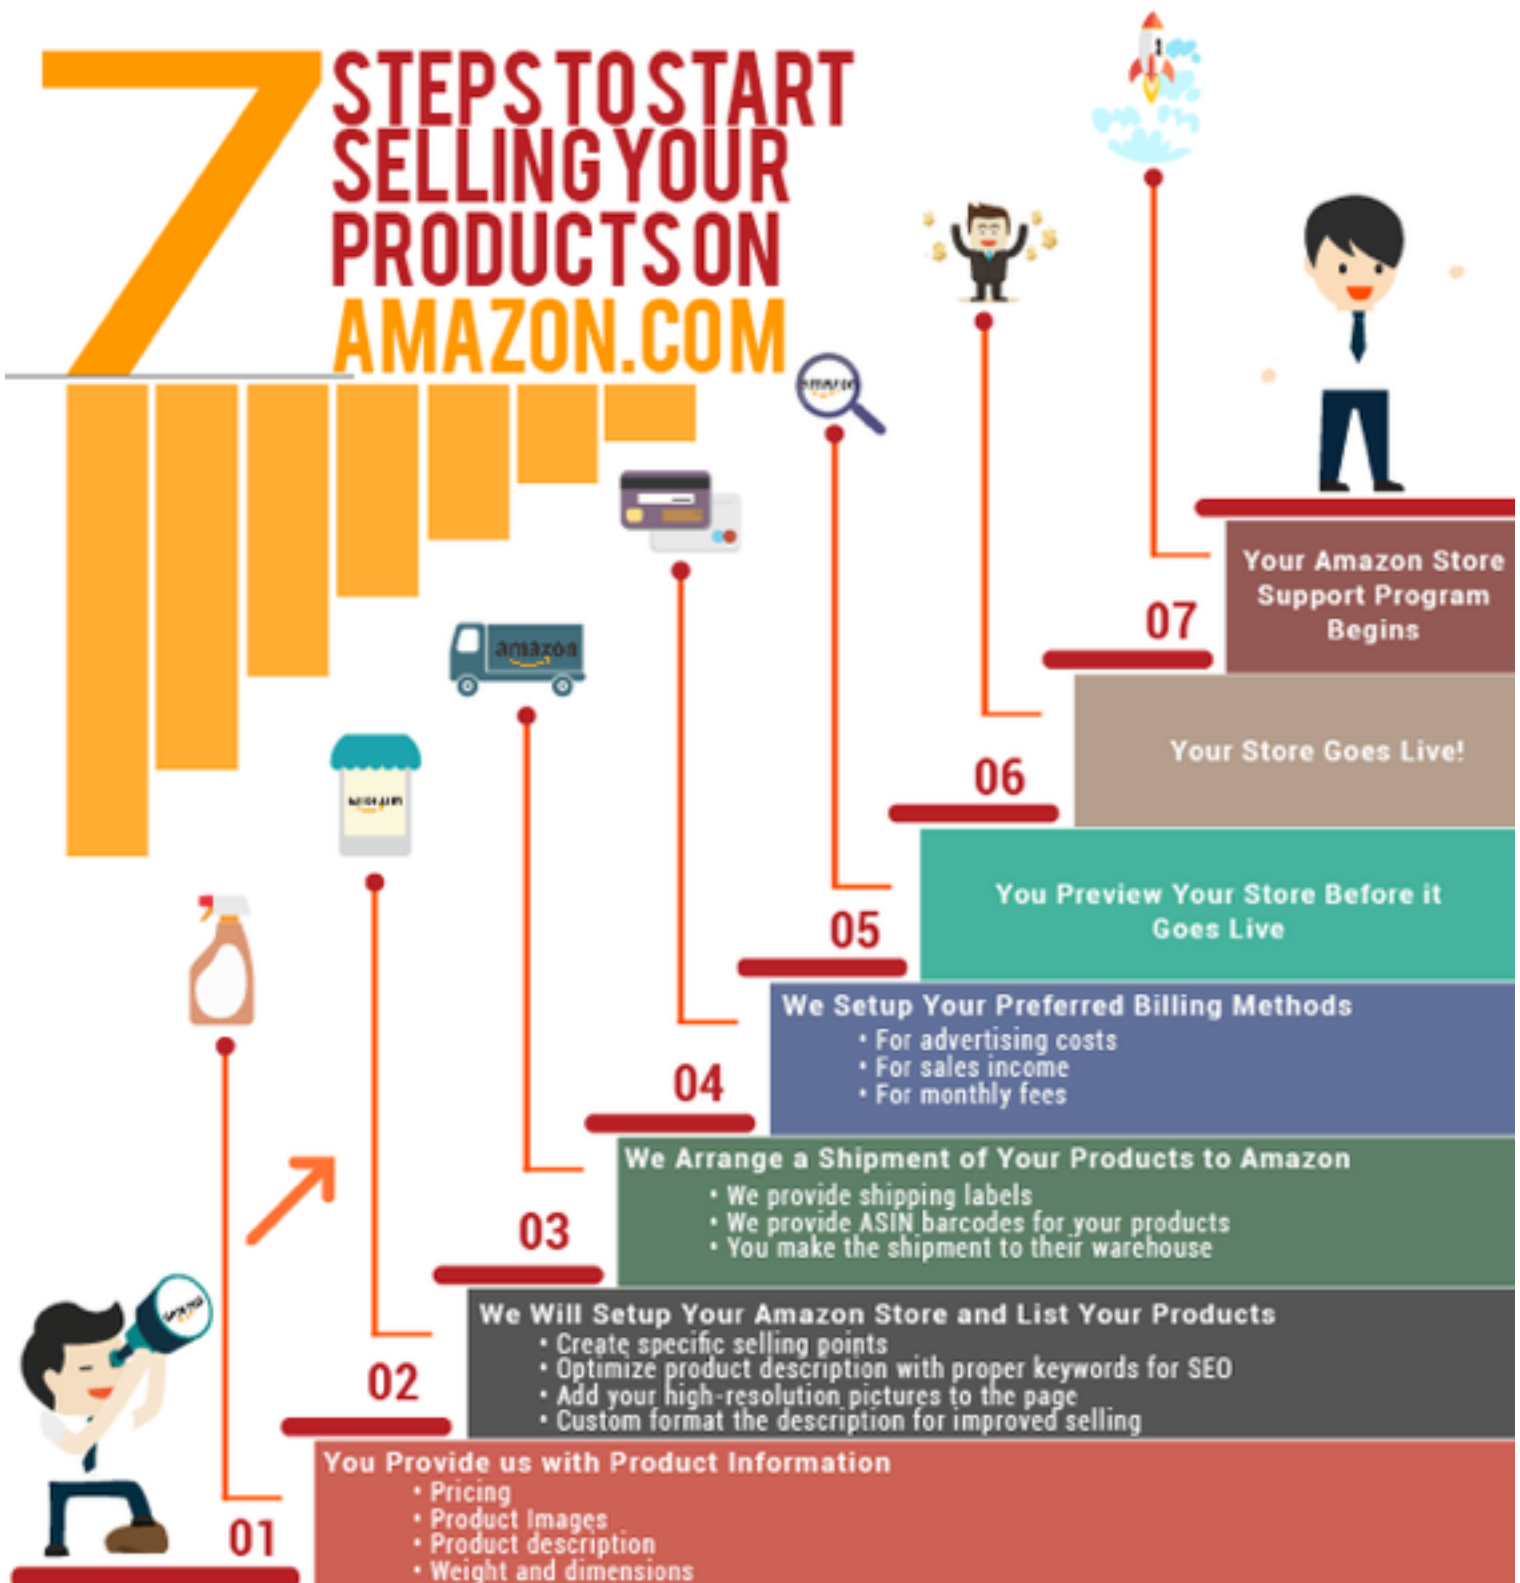 7
STEPS TO START
SELLING YOUR
PRODUCTS ON
AMAZON.COM
amazon
07
Your Amazon Store
Support Program
Begins
06
Your Store Goes Live!
05
You Preview Your Store Before it
Goes Live
04
We Setup Your Preferred Billing Methods
• For advertising costs
• For sales income
• For monthly fees
03
We Arrange a Shipment of Your Products to Amazon
• We provide shipping labels
• We provide ASIN barcodes for your products
• You make the shipment to their warehouse
02
We Will Setup Your Amazon Store and List Your Products
• Create specific selling points
• Optimize product description with proper keywords for SEO
• Add your high-resolution pictures to the page
• Custom format the description for improved selling
01
You Provide us with Product Information
• Pricing
• Product Images
• Product description
• Weight and dimensions